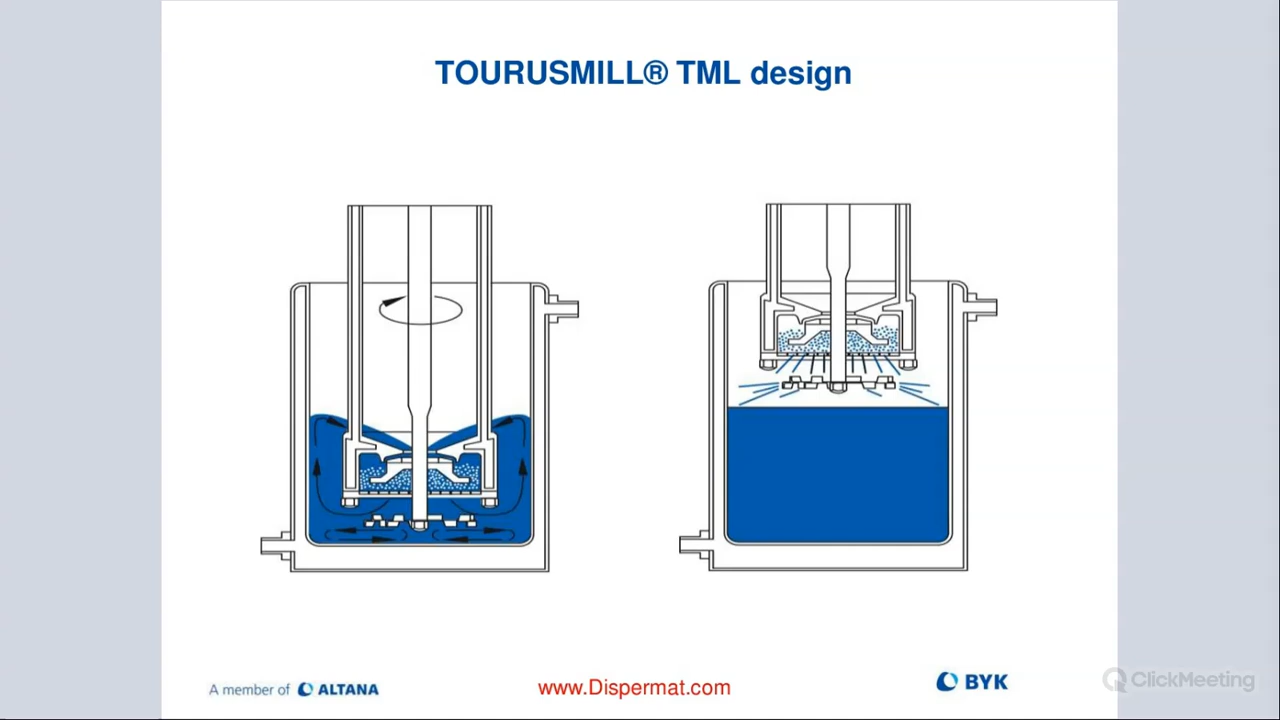 TOURUSMILL® TML design
A member of ALTANA
www.Dispermat.com
BYK
ClickMeeting